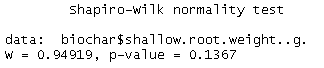 Shapiro-Wilk normality test
data:  biochar$shallow.root.weight..g.
W = 0.94919, p-value = 0.1367